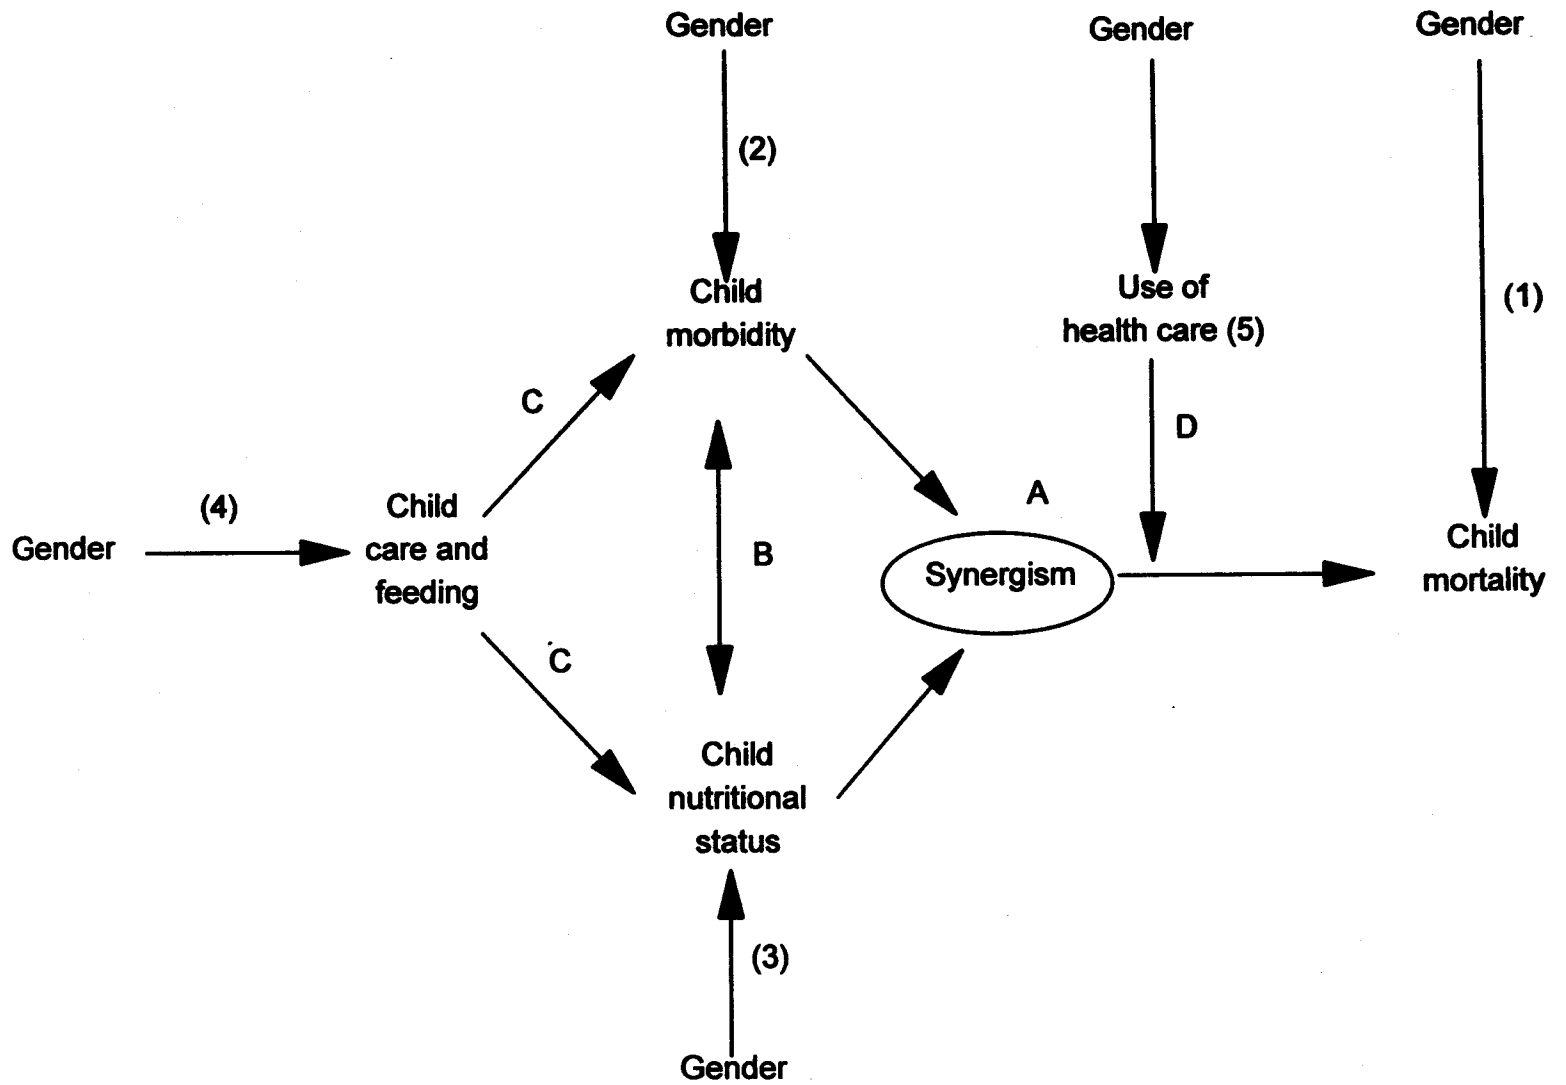 Gender
Gender
Gender
(2)
Child
morbidity
Use of
health care (5)
(1)
C
D
(4)
Gender
Child
care and
feeding
B
A
Synergism
Child
mortality
C
Child
nutritional
status
(3)
Gender